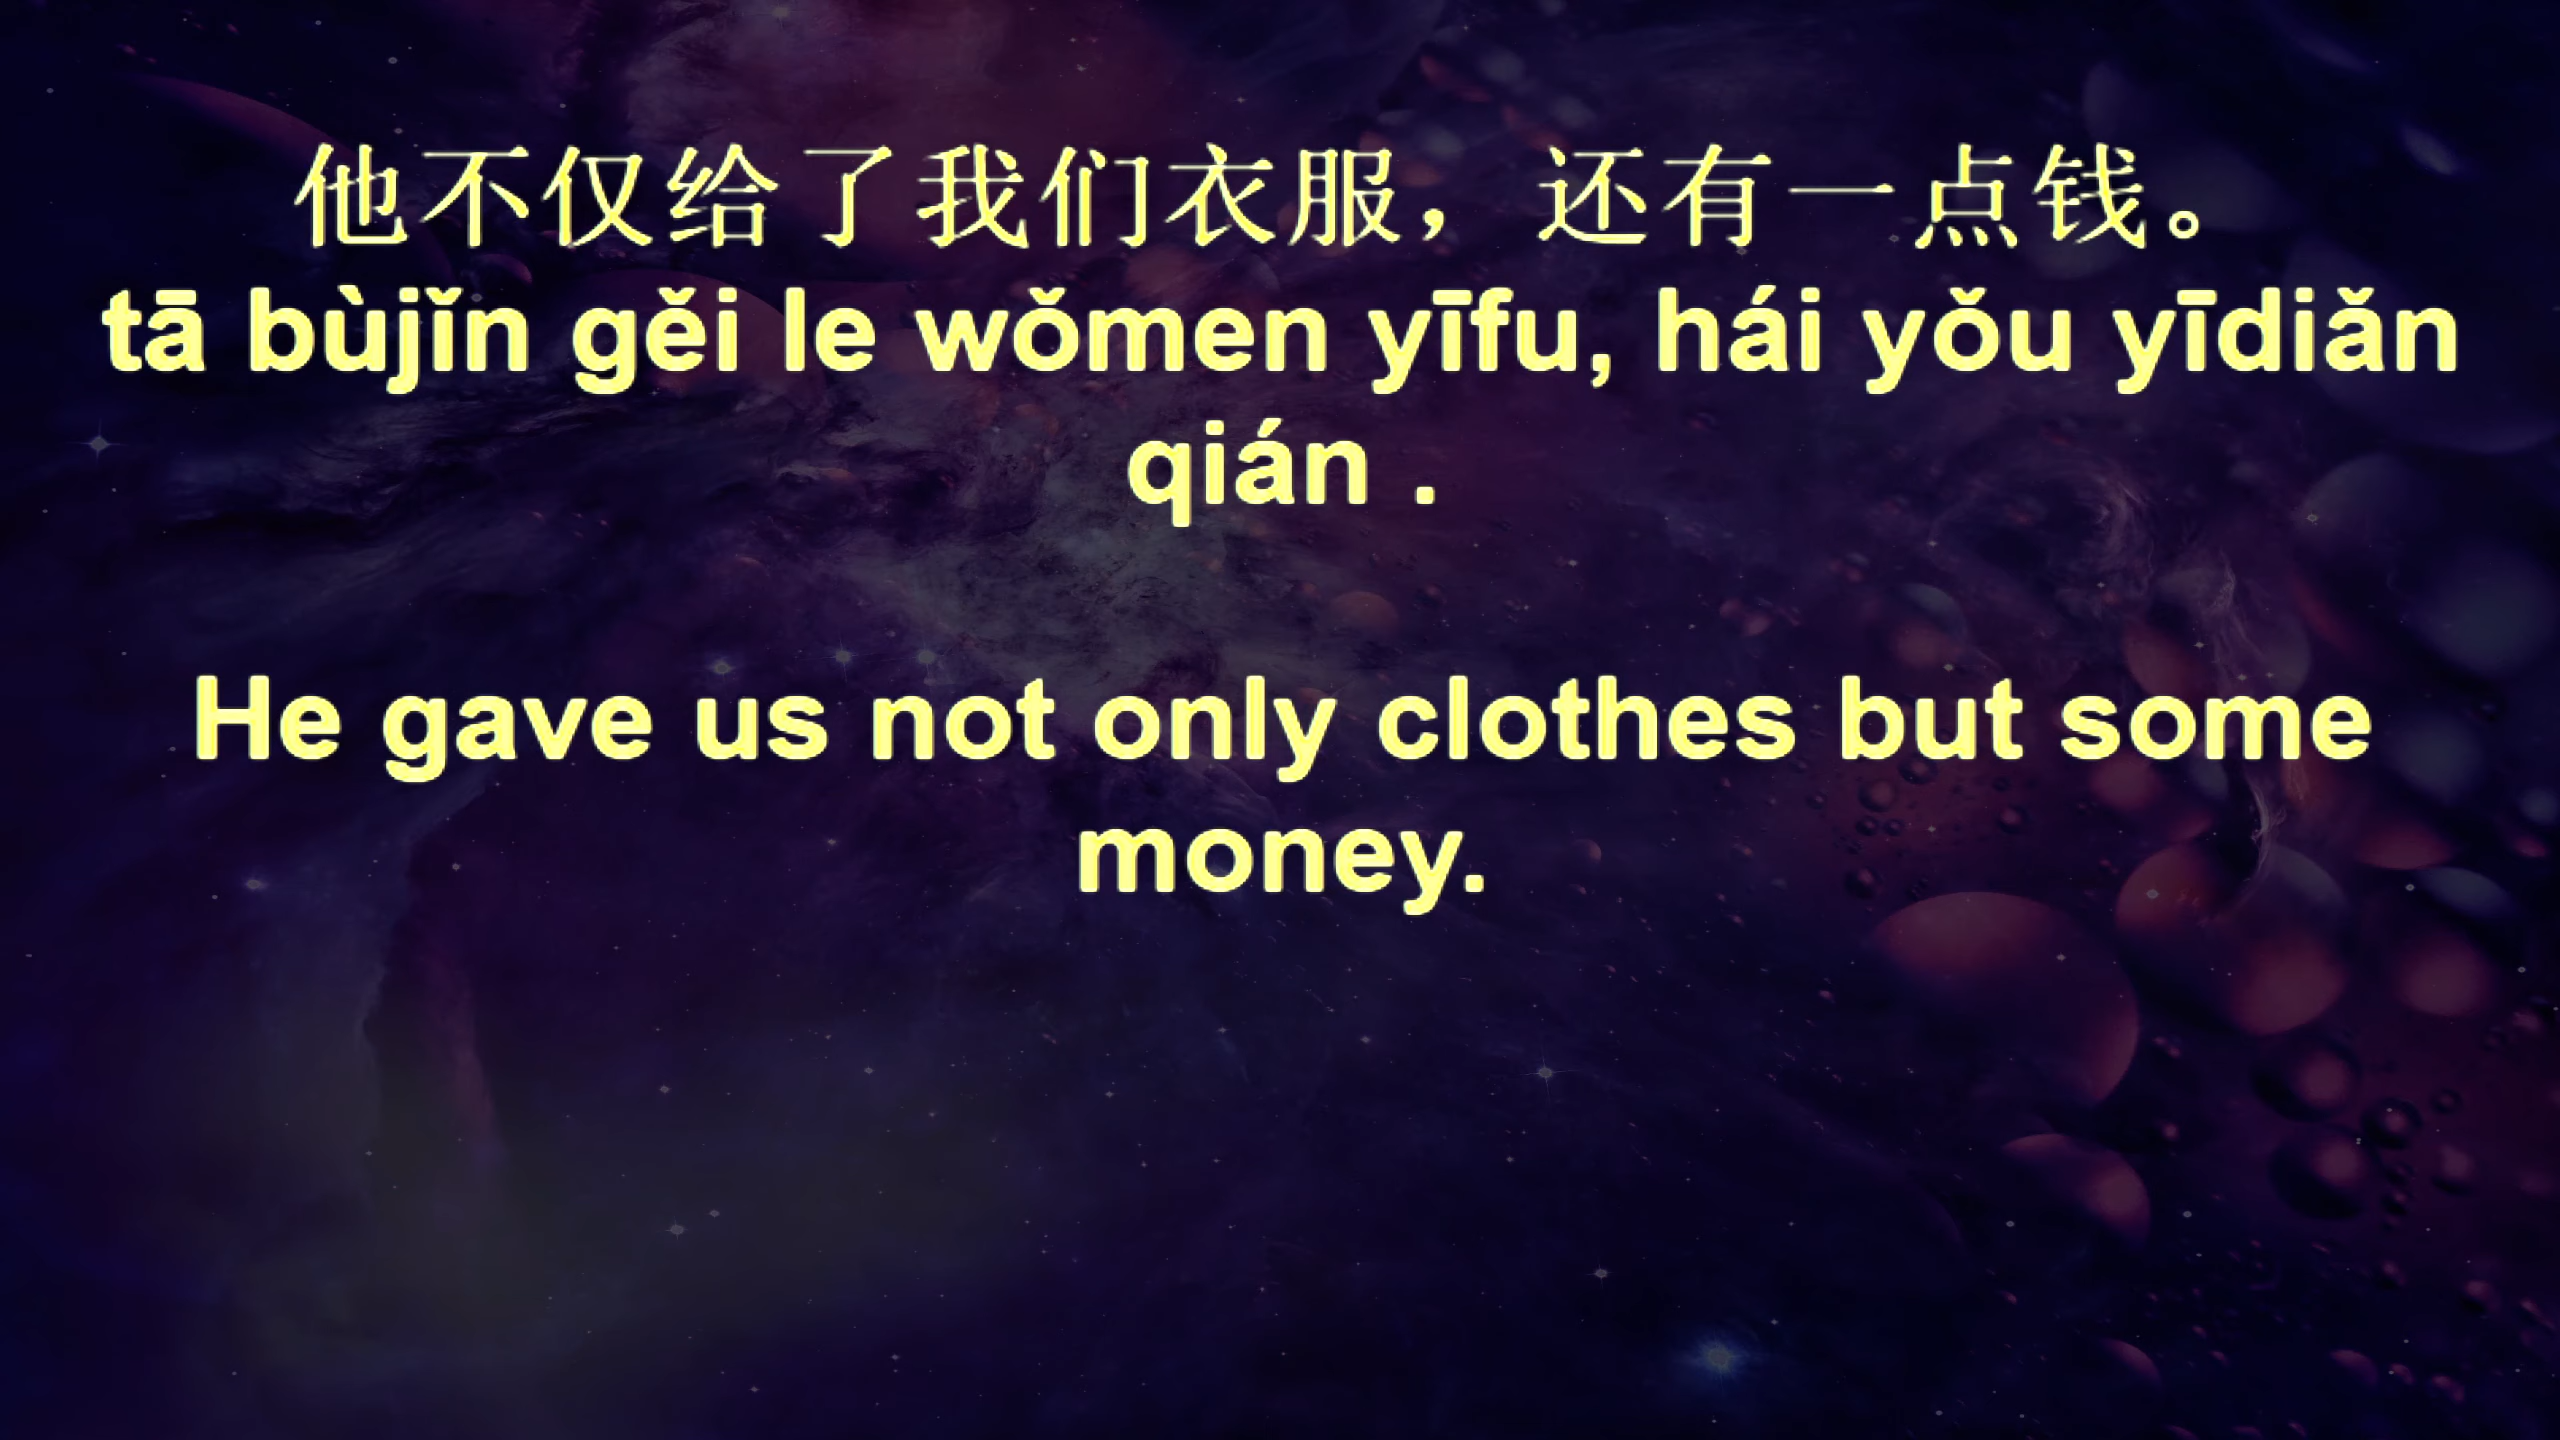 他不仅给了我们衣服，还有一点钱。
tā bùjǐn gěi le wǒmen yīfu, hái yǒu yīdiǎn
qián .
He gave us not only clothes but some
money.